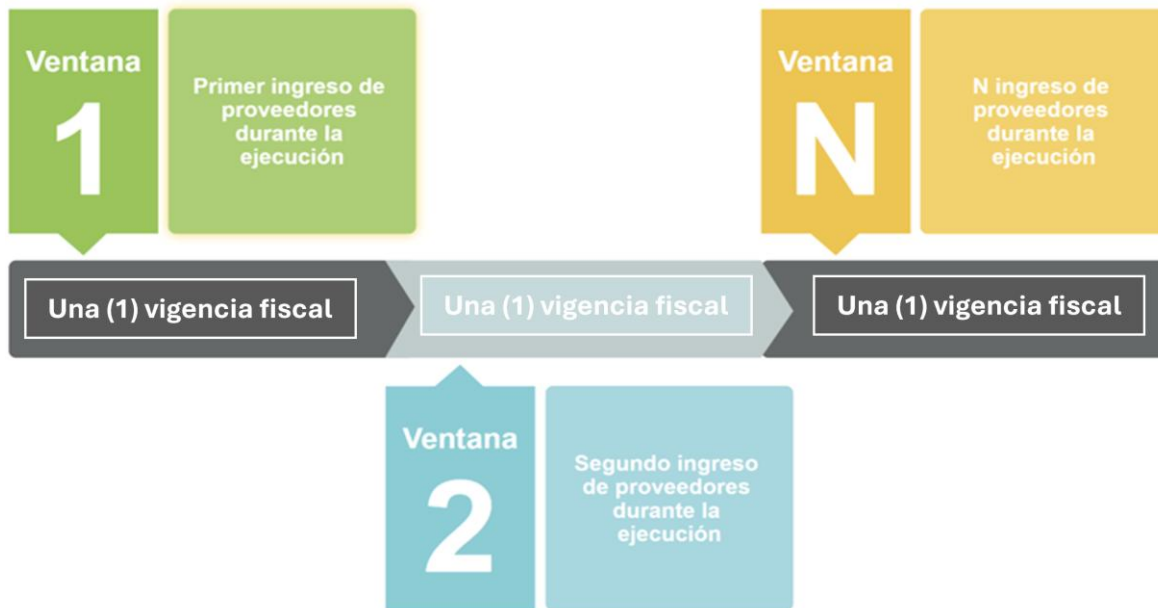 Ventana
1
Primer ingreso de
proveedores
durante la
ejecución
Ventana
N
N ingreso de
proveedores
durante la
ejecución
Una (1) vigencia fiscal
Una (1) vigencia fiscal
Una (1) vigencia fiscal
Ventana
2
Segundo ingreso
de proveedores
durante la
ejecución